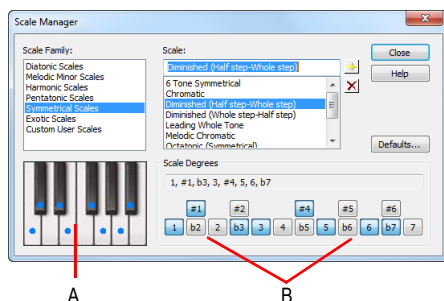 Scale Manager
Scale Family:
Diatonic Scales
Melodic Minor Scales
Harmonic Scales
Pentatonic Scales
Symmetrical Scales
Exotic Scales
Custom User Scales
Scale:
Diminished (Half step-Whole step)
6 Tone Symmetrical
Chromatic
Diminished (Half step-Whole step)
Diminished (Whole step-Half step)
Leading Whole Tone
Melodic Chromatic
Octatonic (Symmetrical)
Close
Help
Defaults...
Scale Degrees
1, #1, b3, 3, #4, 5, 6, b7
#1 #2 #4 #5 #6
1 b2 2 b3 3 4 b5 5 b6 6 b7 7
A B